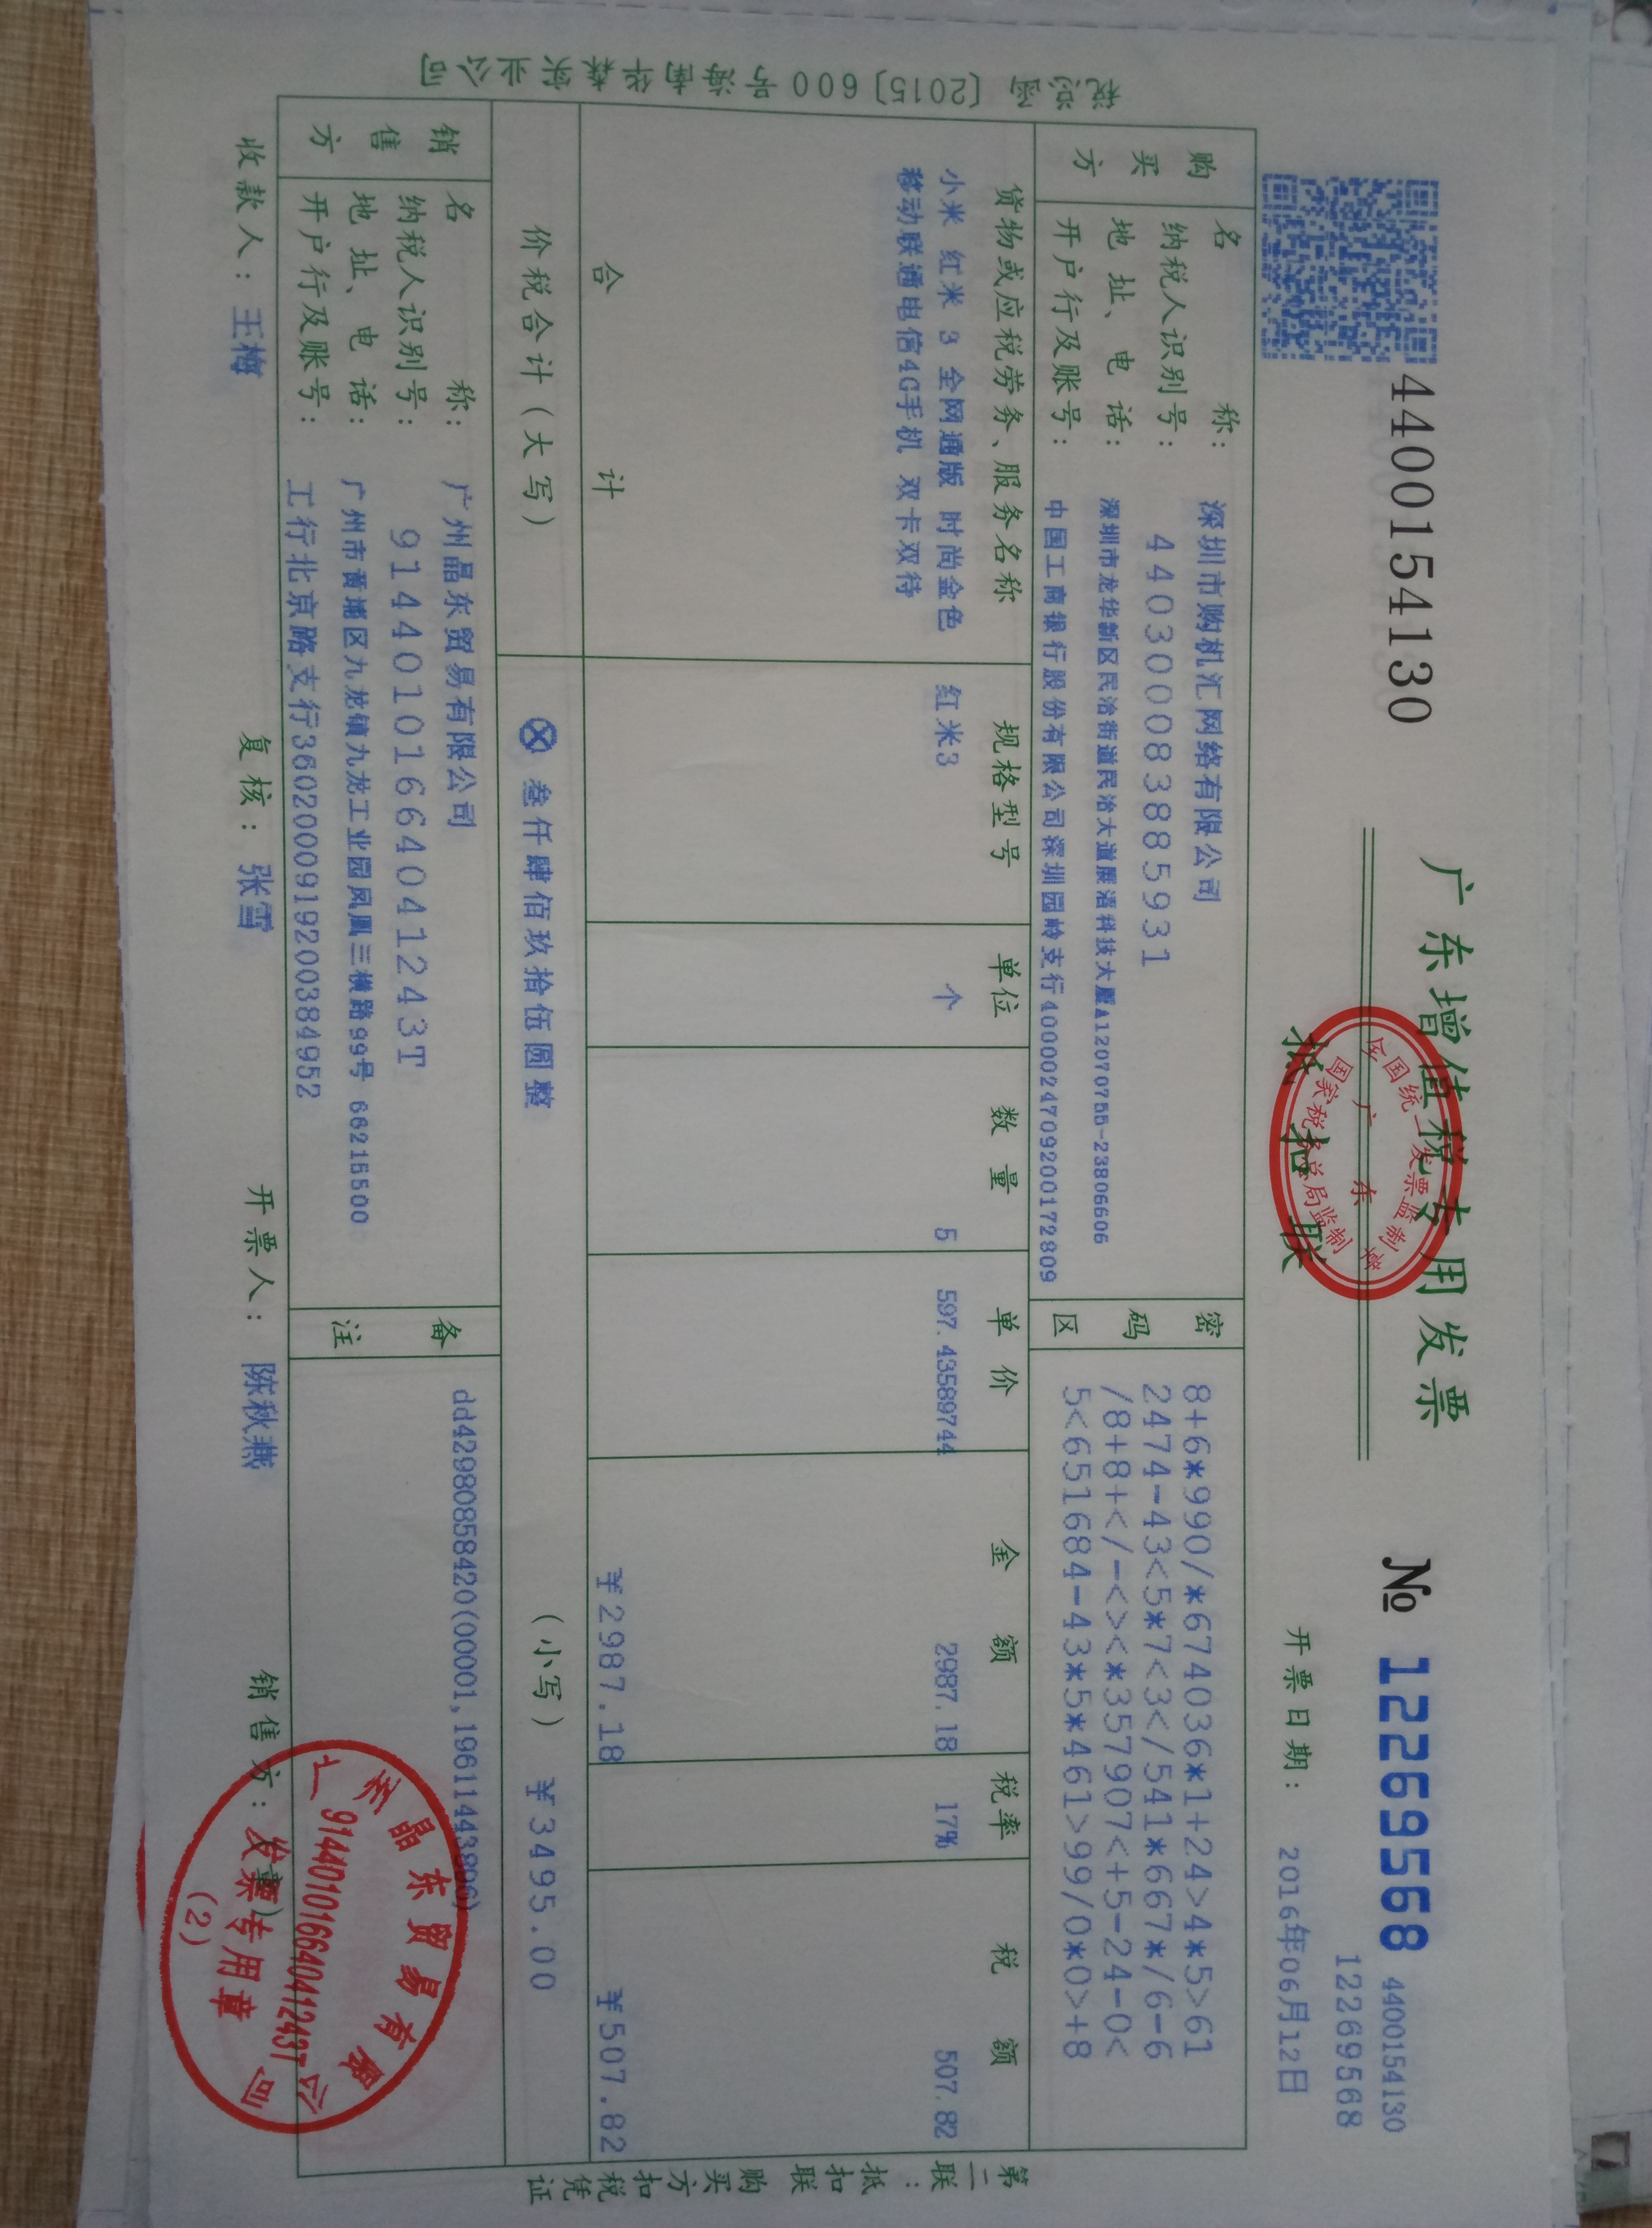 4400154130
广东增值税专用发票
抵扣联
全国统一发票监制章
广东
国家税务总局监制
№ 12269568
4400154130
12269568
开票日期: 2016年06月12日
税总函〔2015〕600号海南华森实业公司
购买方
名称: 深圳市购机汇网络有限公司
纳税人识别号: 440300083885931
地址、电话: 深圳市龙华新区民治街道民治大道展滔科技大厦A12070755-23806606
开户行及账号: 中国工商银行股份有限公司深圳园岭支行4000024709200172809
密码区
8+6*990/*674036*1+24>4*5>61
2474-43<5*7<3</541*667*/6-6
/8+8+</-<><*357907<+5-24-0<
5<651684-43*5*461>99/0*0>+8
货物或应税劳务、服务名称 规格型号 单位 数量 单价 金额 税率 税额
小米 红米 3 全网通版 时尚金色 红米3 个 5 597.43589744 2987.18 17% 507.82
移动联通电信4G手机 双卡双待
合计 ¥2987.18 ¥507.82
价税合计(大写) ⊗叁仟肆佰玖拾伍圆整 (小写) ¥3495.00
销售方
名称: 广州晶东贸易有限公司
纳税人识别号: 91440101664041243T
地址、电话: 广州市黄埔区九龙镇九龙工业园凤凰三横路99号 66215500
开户行及账号: 工行北京路支行3602000919200384952
备注
dd42980858420(00001,19611443896)
收款人: 王梅 复核: 张雪 开票人: 陈秋燕 销售方:(章)
广州晶东贸易有限公司
91440101664041243T
发票专用章
(2)
第二联:抵扣联 购买方扣税凭证